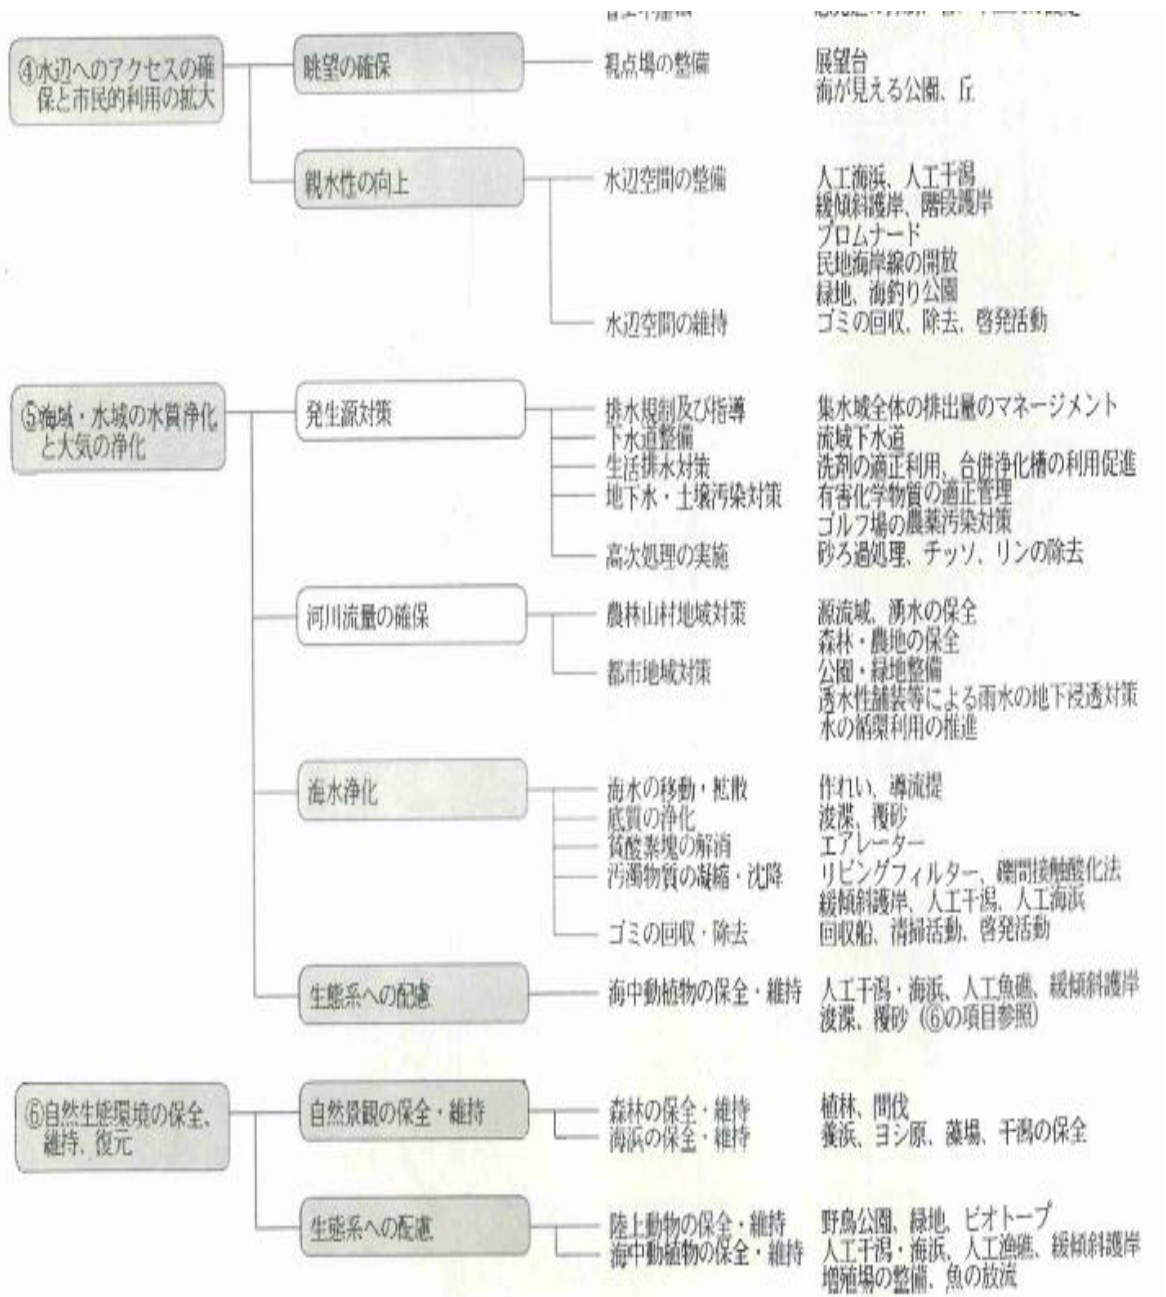 ④水辺へのアクセスの確
保と市民的利用の拡大
眺望の確保
視点場の整備
展望台
海が見える公園、丘
親水性の向上
水辺空間の整備
人工海浜、人工干潟
緩傾斜護岸、階段護岸
プロムナード
民地海岸線の開放
緑地、海釣り公園
水辺空間の維持
ゴミの回収、除去、啓発活動
⑤海域・水域の水質浄化
と大気の浄化
発生源対策
排水規制及び指導
集水域全体の排出量のマネージメント
下水道整備
流域下水道
生活排水対策
洗剤の適正利用、合併浄化槽の利用促進
地下水・土壌汚染対策
有害化学物質の適正管理
ゴルフ場の農薬汚染対策
高次処理の実施
砂ろ過処理、チッソ、リンの除去
河川流量の確保
農林山村地域対策
源流域、湧水の保全
森林・農地の保全
都市地域対策
公園・緑地整備
透水性舗装等による雨水の地下浸透対策
水の循環利用の推進
海水浄化
海水の移動・拡散
作れい、導流提
底質の浄化
浚渫、覆砂
貧酸素塊の解消
エアレーター
汚濁物質の凝縮・沈降
リビングフィルター、礫間接触酸化法
緩傾斜護岸、人工干潟、人工海浜
ゴミの回収・除去
回収船、清掃活動、啓発活動
生態系への配慮
海中動植物の保全・維持
人工干潟・海浜、人工魚礁、緩傾斜護岸
浚渫、覆砂（⑥の項目参照）
⑥自然生態環境の保全、
維持、復元
自然景観の保全・維持
森林の保全・維持
植林、間伐
海浜の保全・維持
養浜、ヨシ原、藻場、干潟の保全
生態系への配慮
陸上動物の保全・維持
野鳥公園、緑地、ビオトープ
海中動植物の保全・維持
人工干潟・海浜、人工漁礁、緩傾斜護岸
増殖場の整備、魚の放流